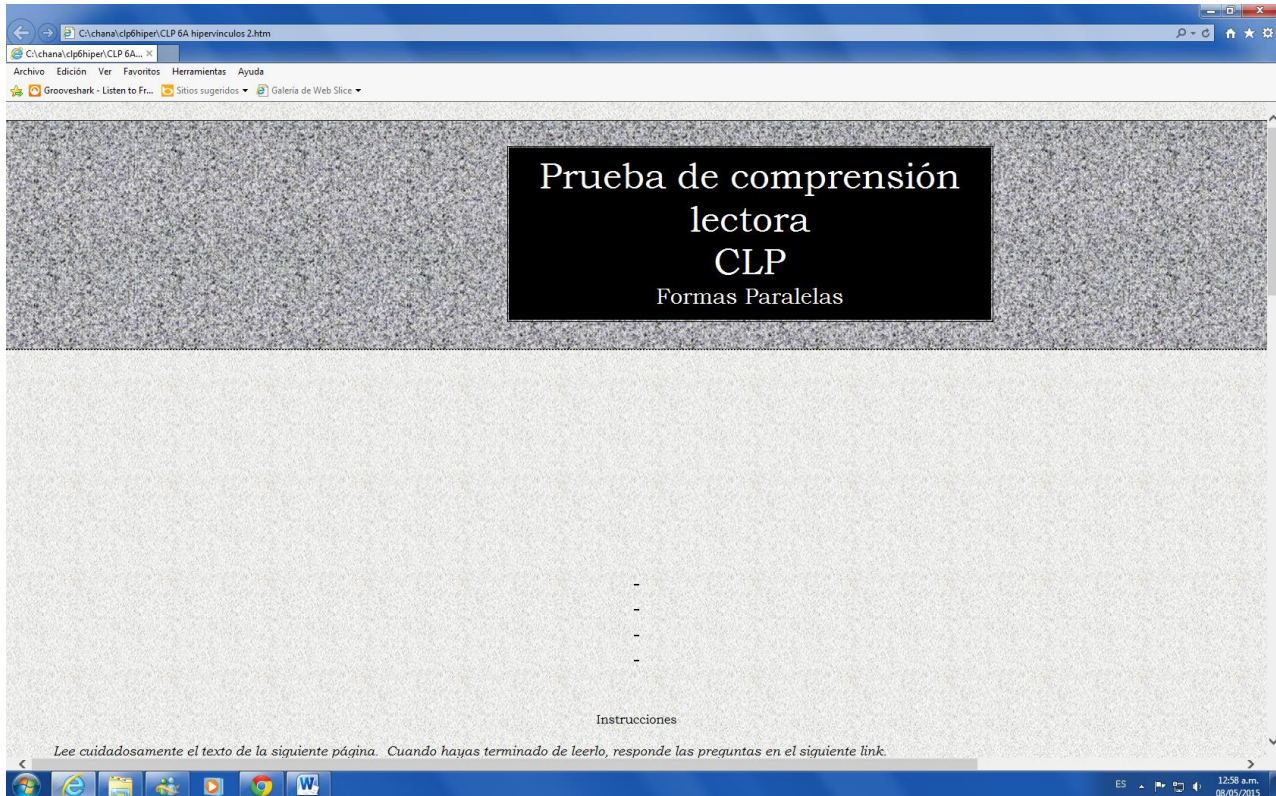 C:\chana\clp6hiper\CLP 6A hipervínculos 2.htm
C:\chana\clp6hiper\CLP 6A...
Archivo Edición Ver Favoritos Herramientas Ayuda
Grooveshark - Listen to Fr... Sitios sugeridos Galería de Web Slice
Prueba de comprensión
lectora
CLP
Formas Paralelas
-
-
-
-
Instrucciones
Lee cuidadosamente el texto de la siguiente página. Cuando hayas terminado de leerlo, responde las preguntas en el siguiente link.
ES 12:58 a.m.
08/05/2015